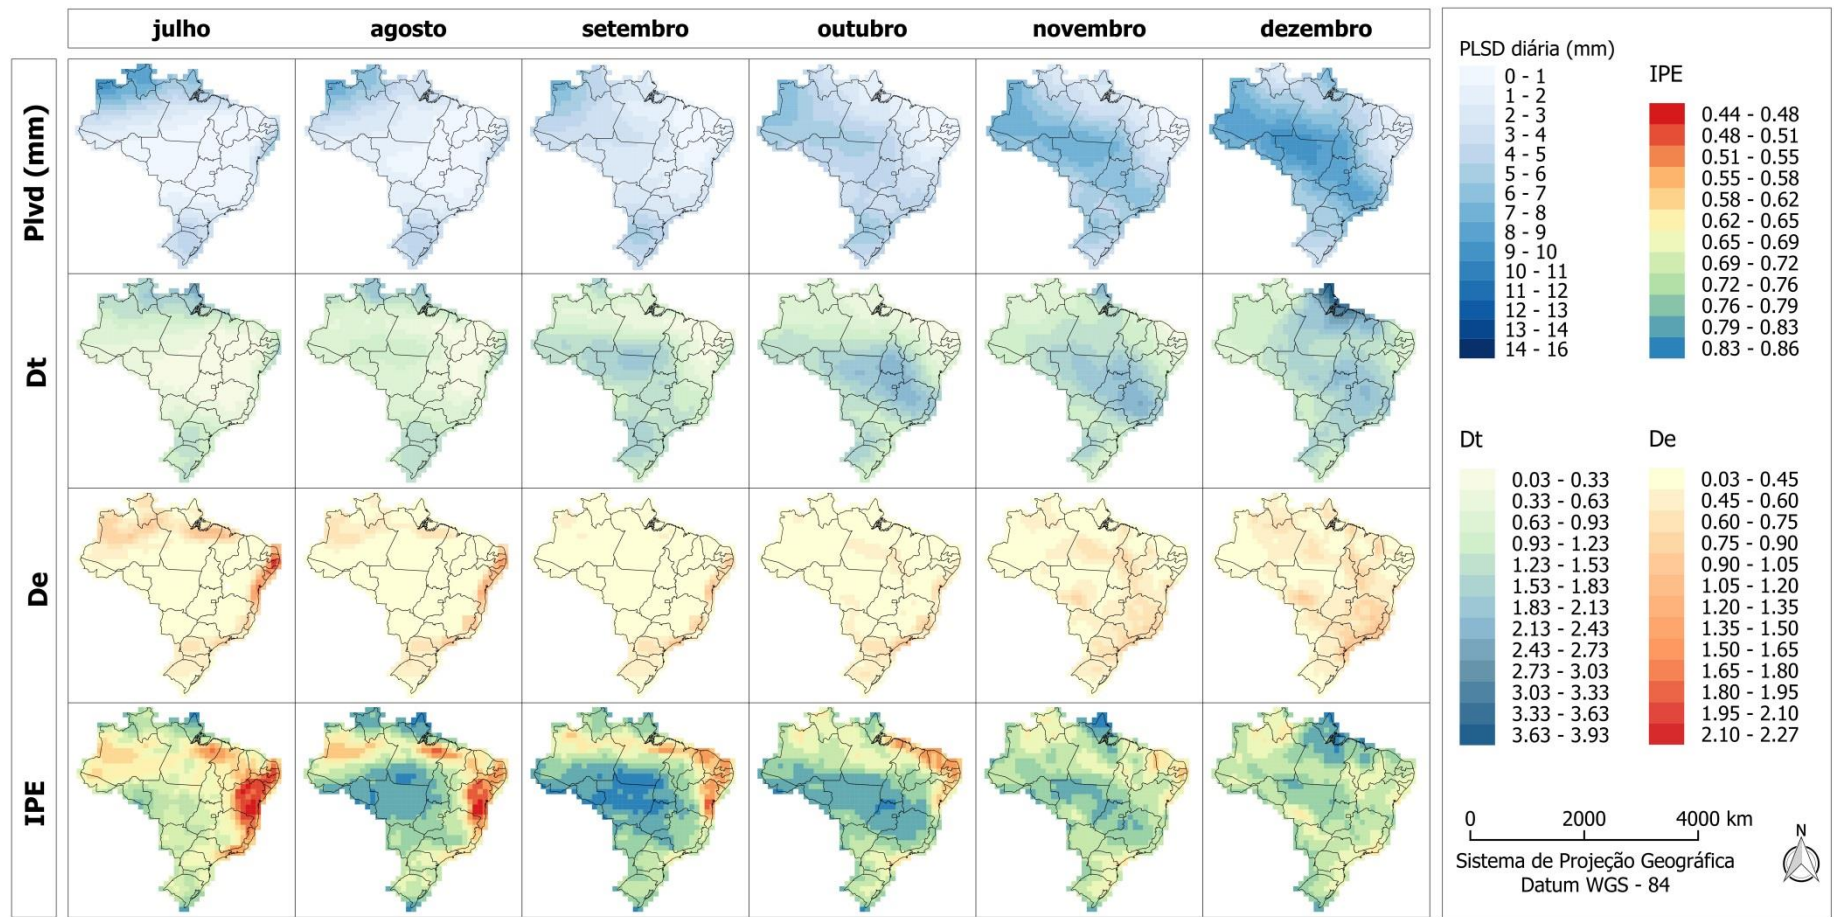 julho
agosto
setembro
outubro
novembro
dezembro
Plvd (mm)
Dt
De
IPE
PLSD diária (mm)
0 - 1
1 - 2
2 - 3
3 - 4
4 - 5
5 - 6
6 - 7
7 - 8
8 - 9
9 - 10
10 - 11
11 - 12
12 - 13
13 - 14
14 - 16
IPE
0.44 - 0.48
0.48 - 0.51
0.51 - 0.55
0.55 - 0.58
0.58 - 0.62
0.62 - 0.65
0.65 - 0.69
0.69 - 0.72
0.72 - 0.76
0.76 - 0.79
0.79 - 0.83
0.83 - 0.86
Dt
0.03 - 0.33
0.33 - 0.63
0.63 - 0.93
0.93 - 1.23
1.23 - 1.53
1.53 - 1.83
1.83 - 2.13
2.13 - 2.43
2.43 - 2.73
2.73 - 3.03
3.03 - 3.33
3.33 - 3.63
3.63 - 3.93
De
0.03 - 0.45
0.45 - 0.60
0.60 - 0.75
0.75 - 0.90
0.90 - 1.05
1.05 - 1.20
1.20 - 1.35
1.35 - 1.50
1.50 - 1.65
1.65 - 1.80
1.80 - 1.95
1.95 - 2.10
2.10 - 2.27
0 2000 4000 km
N
Sistema de Projeção Geográfica
Datum WGS - 84